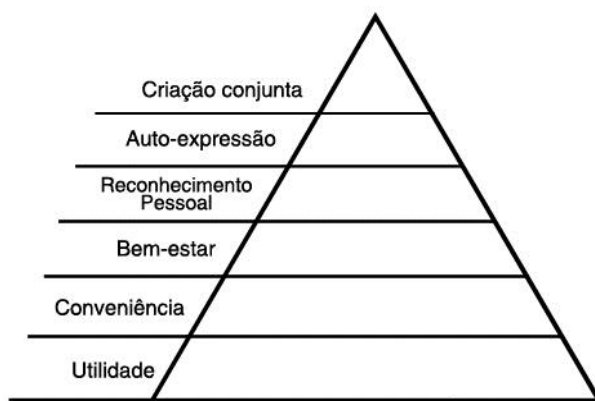 Criação conjunta
Auto-expressão
Reconhecimento
Pessoal
Bem-estar
Conveniência
Utilidade